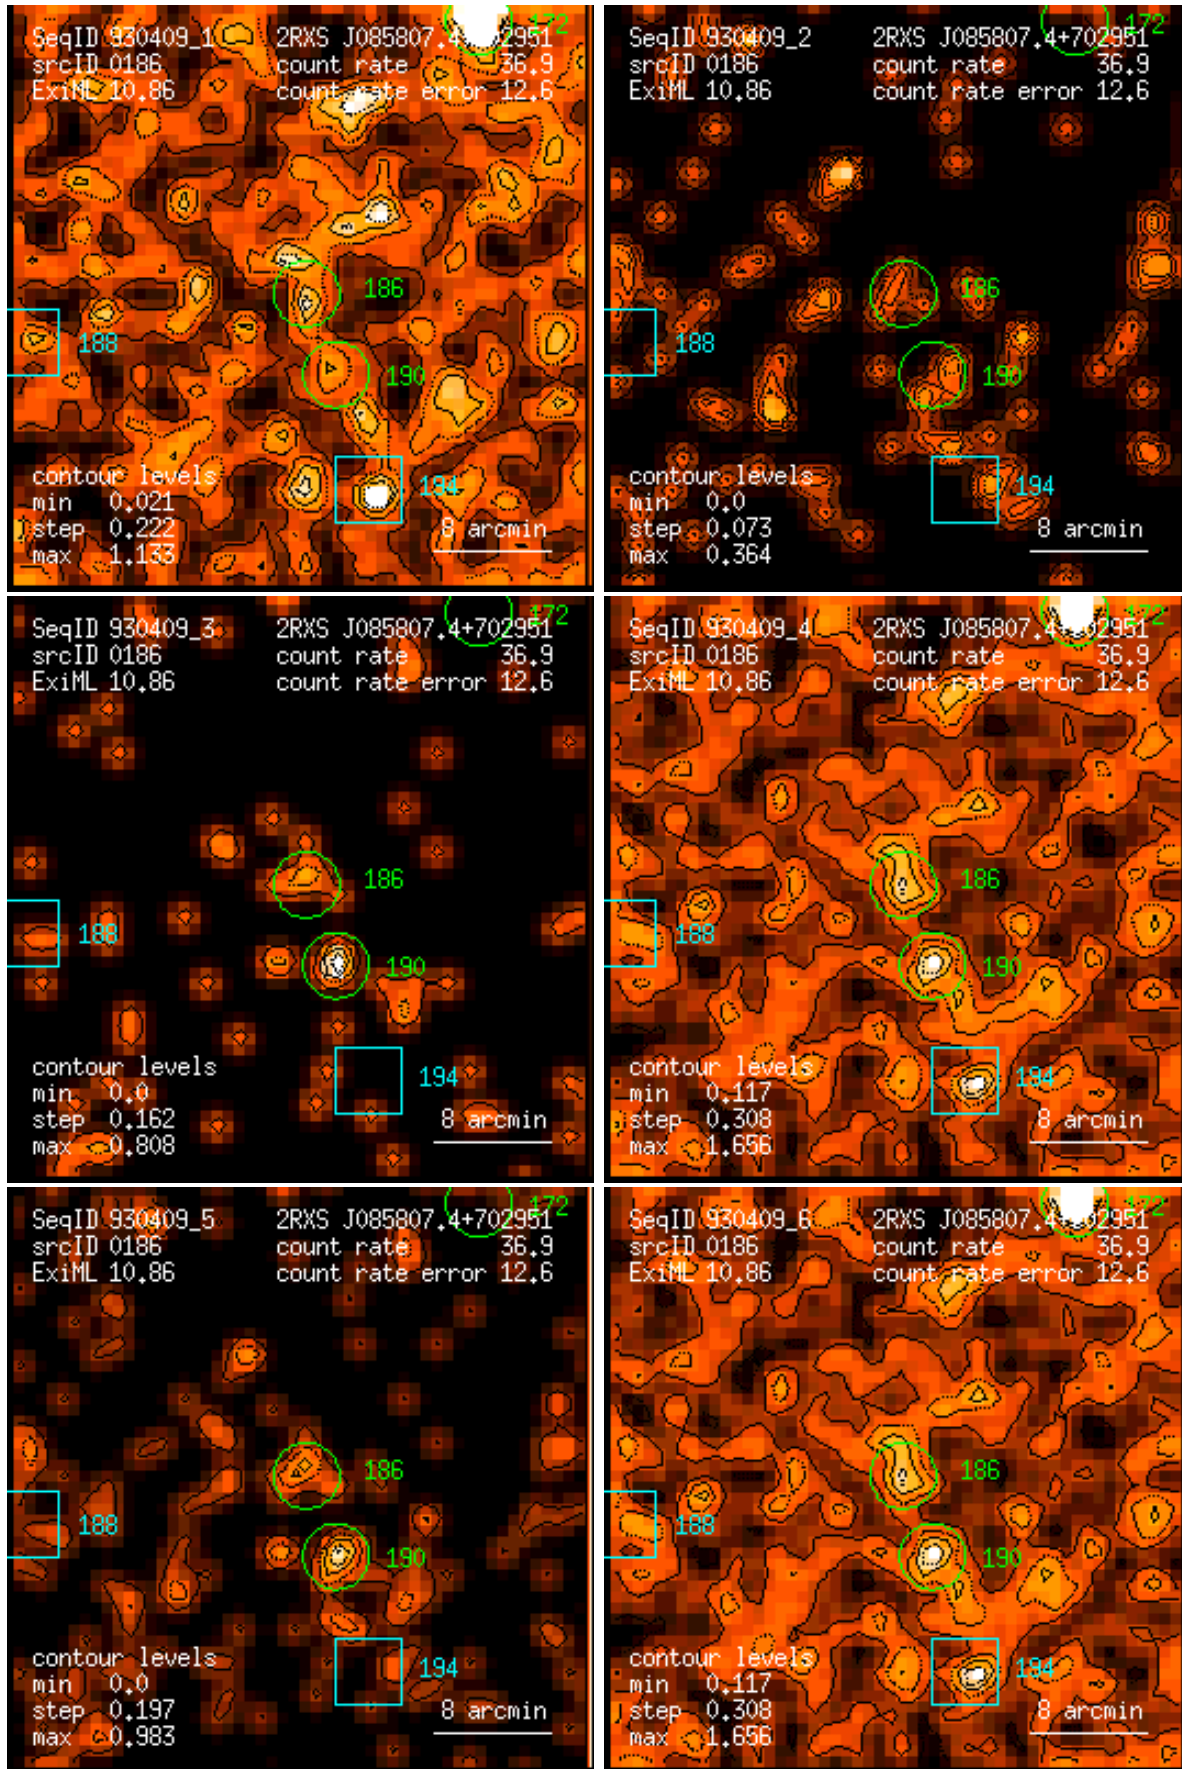 SeqID 930409_1 2RXS J085807.4+702951 172
srcID 0186 count rate 36.9
ExiML 10.86 count rate error 12.6
186
188
190
194
contour levels
min 0.021
step 0.222
max 1.133
8 arcmin
SeqID 930409_2 2RXS J085807.4+702951 172
srcID 0186 count rate 36.9
ExiML 10.86 count rate error 12.6
186
188
190
194
contour levels
min 0.0
step 0.073
max 0.364
8 arcmin
SeqID 930409_3 2RXS J085807.4+702951 172
srcID 0186 count rate 36.9
ExiML 10.86 count rate error 12.6
186
188
190
194
contour levels
min 0.0
step 0.162
max 0.808
8 arcmin
SeqID 930409_4 2RXS J085807.4+702951 172
srcID 0186 count rate 36.9
ExiML 10.86 count rate error 12.6
186
188
190
194
contour levels
min 0.117
step 0.308
max 1.656
8 arcmin
SeqID 930409_5 2RXS J085807.4+702951 172
srcID 0186 count rate 36.9
ExiML 10.86 count rate error 12.6
186
188
190
194
contour levels
min 0.0
step 0.197
max 0.983
8 arcmin
SeqID 930409_6 2RXS J085807.4+702951 172
srcID 0186 count rate 36.9
ExiML 10.86 count rate error 12.6
186
188
190
194
contour levels
min 0.117
step 0.308
max 1.656
8 arcmin